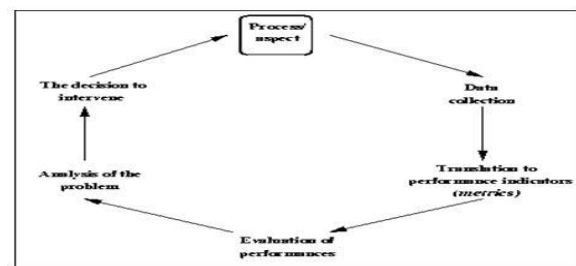 Process/
aspect
Data
collection
Translation to
performance indicators
(metrics)
Evaluation of
performances
Analysis of the
problem
The decision to
intervene